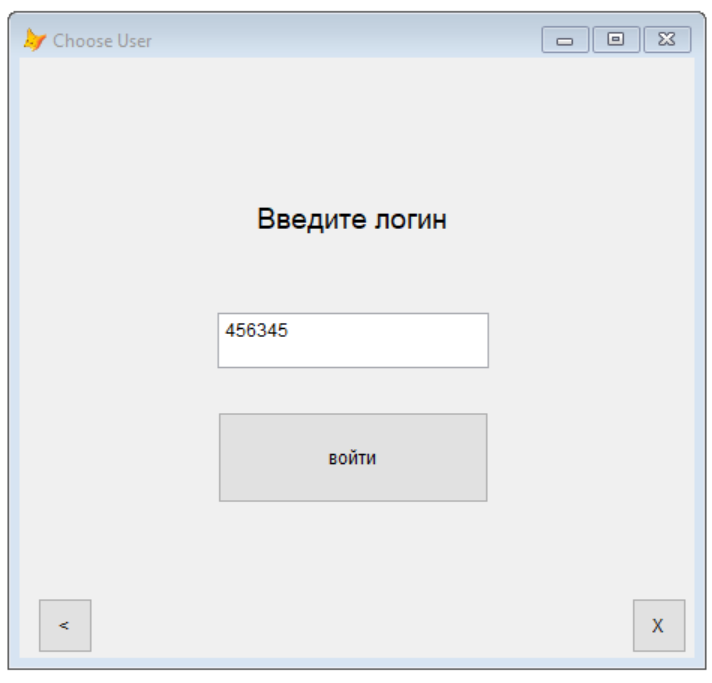 Choose User
Введите логин
456345
войти
<
X